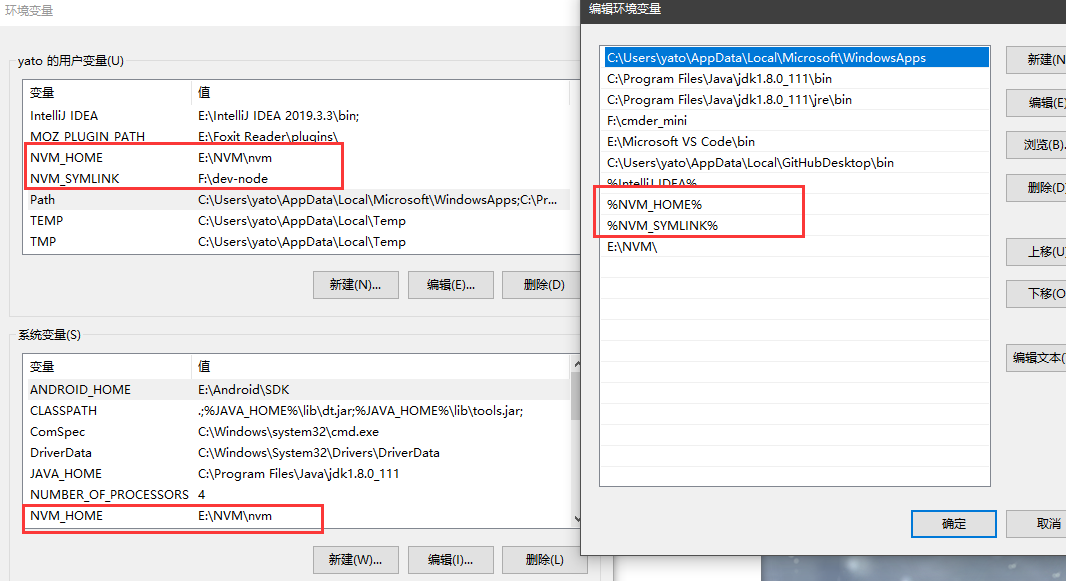 环境变量
yato 的用户变量(U)
变量 值
IntelliJ IDEA E:\IntelliJ IDEA 2019.3.3\bin;
MOZ_PLUGIN_PATH E:\Foxit Reader\plugins\
NVM_HOME E:\NVM\nvm
NVM_SYMLINK F:\dev-node
Path C:\Users\yato\AppData\Local\Microsoft\WindowsApps;C:\Pr...
TEMP C:\Users\yato\AppData\Local\Temp
TMP C:\Users\yato\AppData\Local\Temp
新建(N)... 编辑(E)... 删除(D)
系统变量(S)
变量 值
ANDROID_HOME E:\Android\SDK
CLASSPATH .;%JAVA_HOME%\lib\dt.jar;%JAVA_HOME%\lib\tools.jar;
ComSpec C:\Windows\system32\cmd.exe
DriverData C:\Windows\System32\Drivers\DriverData
JAVA_HOME C:\Program Files\Java\jdk1.8.0_111
NUMBER_OF_PROCESSORS 4
NVM_HOME E:\NVM\nvm
新建(W)... 编辑(I)... 删除(L)
编辑环境变量
C:\Users\yato\AppData\Local\Microsoft\WindowsApps
C:\Program Files\Java\jdk1.8.0_111\bin
C:\Program Files\Java\jdk1.8.0_111\jre\bin
F:\cmder_mini
E:\Microsoft VS Code\bin
C:\Users\yato\AppData\Local\GitHubDesktop\bin
%IntelliJ IDEA%
%NVM_HOME%
%NVM_SYMLINK%
E:\NVM\
新建(N
编辑(E)
浏览(B).
删除(D)
上移(U)
下移(O
编辑文本(
确定 取消